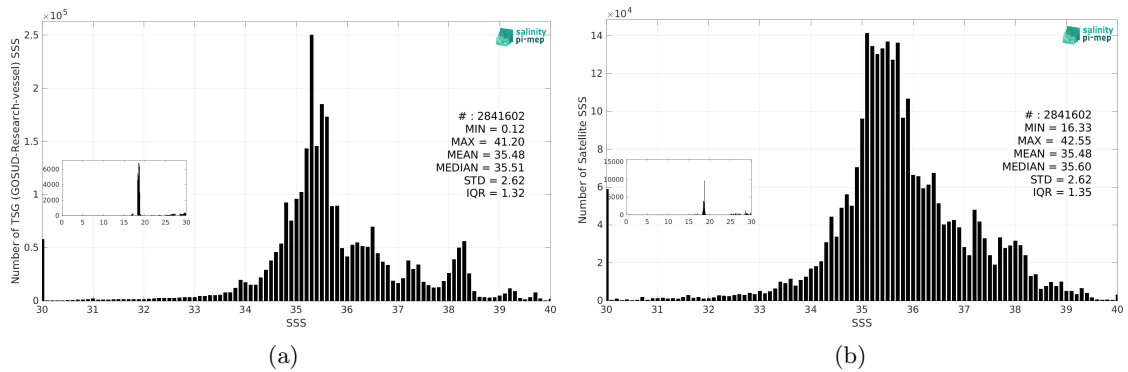 ×10⁵
2.5
2
1.5
1
0.5
0
Number of TSG (GOSUD-Research-vessel) SSS
salinity
pi-mep
# : 2841602
MIN = 0.12
MAX = 41.20
MEAN = 35.48
MEDIAN = 35.51
STD = 2.62
IQR = 1.32
6000
4000
2000
0
0 5 10 15 20 25 30
30 31 32 33 34 35 36 37 38 39 40
SSS
(a)
×10⁴
14
12
10
8
6
4
2
0
Number of Satellite SSS
salinity
pi-mep
# : 2841602
MIN = 16.33
MAX = 42.55
MEAN = 35.48
MEDIAN = 35.60
STD = 2.62
IQR = 1.35
15000
10000
5000
0
0 5 10 15 20 25 30
30 31 32 33 34 35 36 37 38 39 40
SSS
(b)